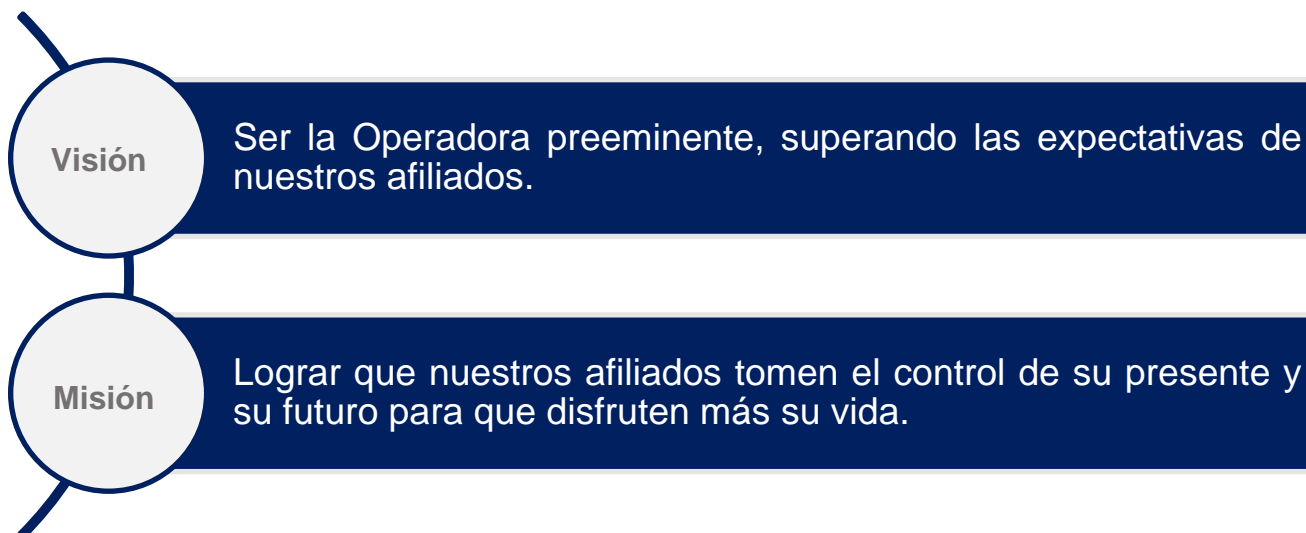 Visión
Ser la Operadora preeminente, superando las expectativas de
nuestros afiliados.
Misión
Lograr que nuestros afiliados tomen el control de su presente y
su futuro para que disfruten más su vida.